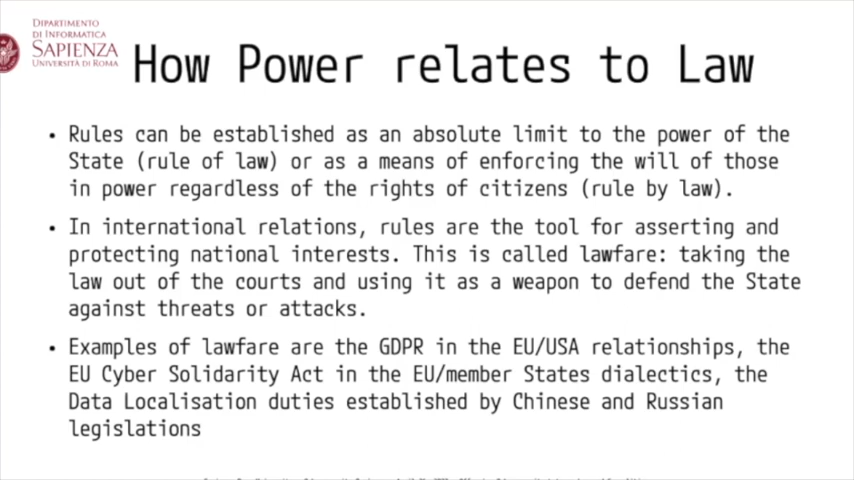 DIPARTIMENTO
DI INFORMATICA
SAPIENZA
UNIVERSITÀ DI ROMA
How Power relates to Law
• Rules can be established as an absolute limit to the power of the
State (rule of law) or as a means of enforcing the will of those
in power regardless of the rights of citizens (rule by law).
• In international relations, rules are the tool for asserting and
protecting national interests. This is called lawfare: taking the
law out of the courts and using it as a weapon to defend the State
against threats or attacks.
• Examples of lawfare are the GDPR in the EU/USA relationships, the
EU Cyber Solidarity Act in the EU/member States dialectics, the
Data Localisation duties established by Chinese and Russian
legislations